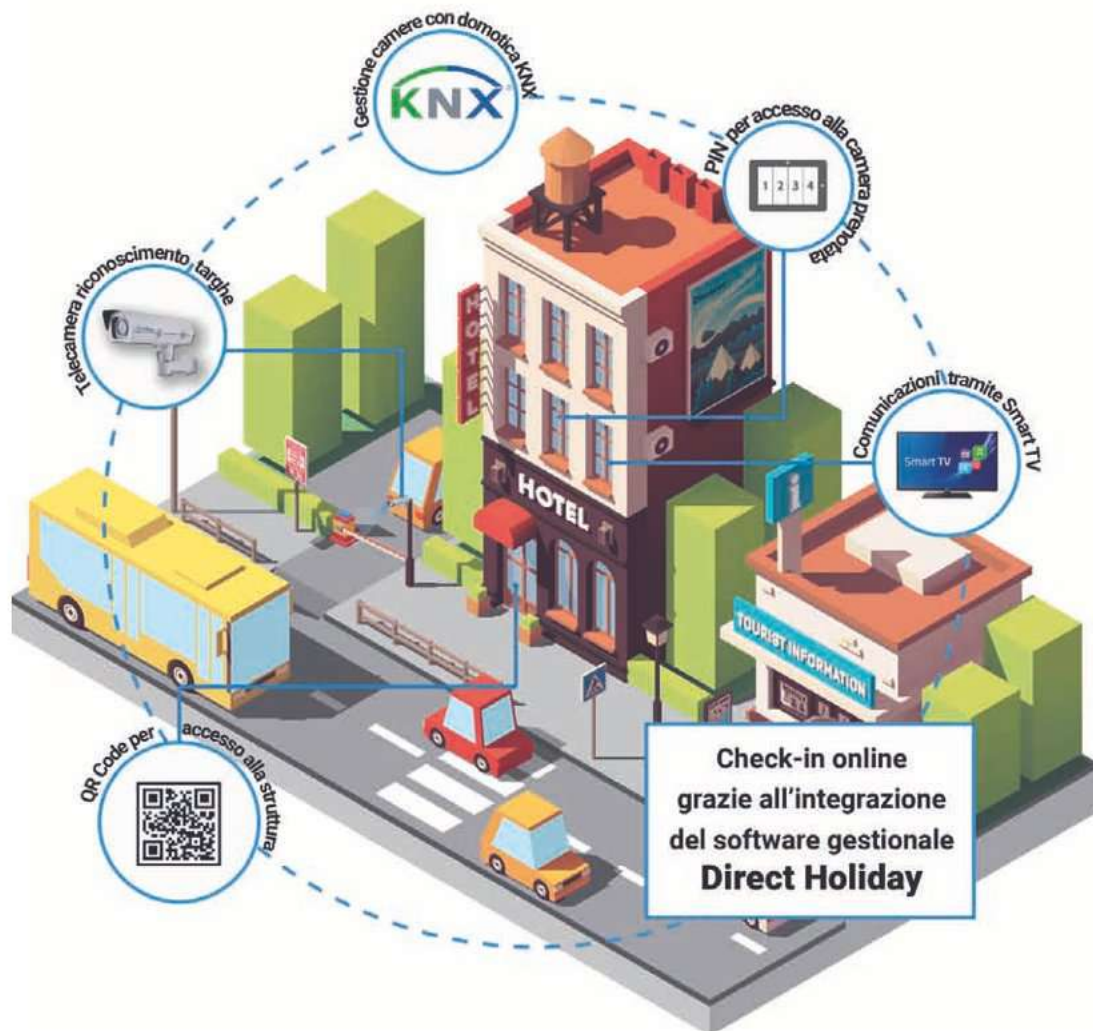 Gestione camere con domotica KNX
KNX
PIN per accesso alla camera prenotata
1 2 3 4
Telecamera riconoscimento targhe
HOTEL
Comunicazioni tramite Smart TV
Smart TV
HOTEL
i
TOURIST INFORMATION
QR Code per accesso alla struttura
Check-in online
grazie all'integrazione
del software gestionale
Direct Holiday